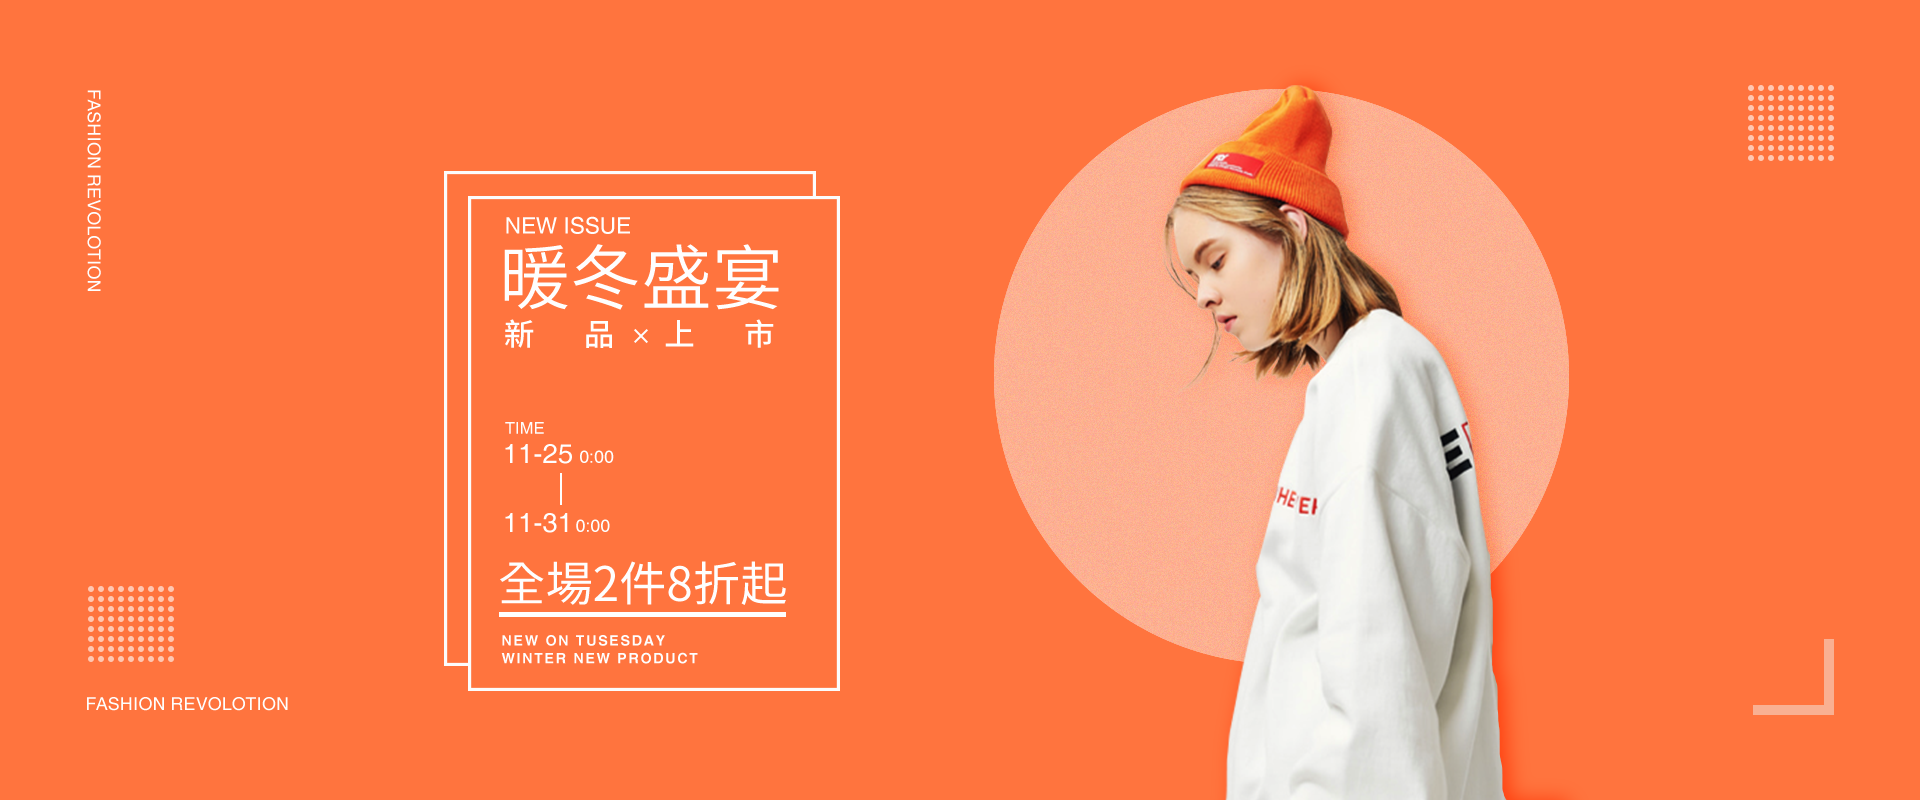 FASHION REVOLOTION
NEW ISSUE
暖冬盛宴
新 品 × 上 市
TIME
11-25 0:00
11-31 0:00
全場2件8折起
NEW ON TUSESDAY
WINTER NEW PRODUCT
FASHION REVOLOTION